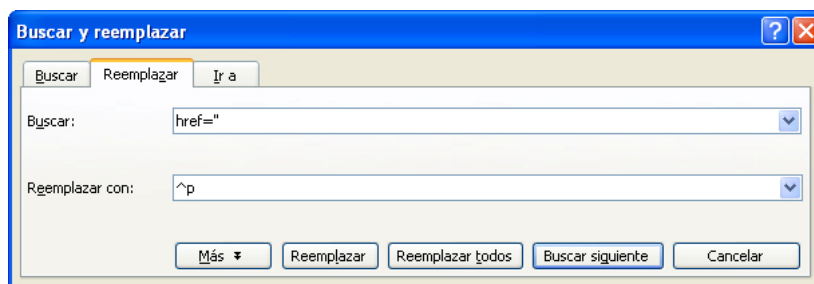 Buscar y reemplazar
Buscar Reemplazar Ir a
Buscar: href="
Reemplazar con: ^p
Más Reemplazar Reemplazar todos Buscar siguiente Cancelar